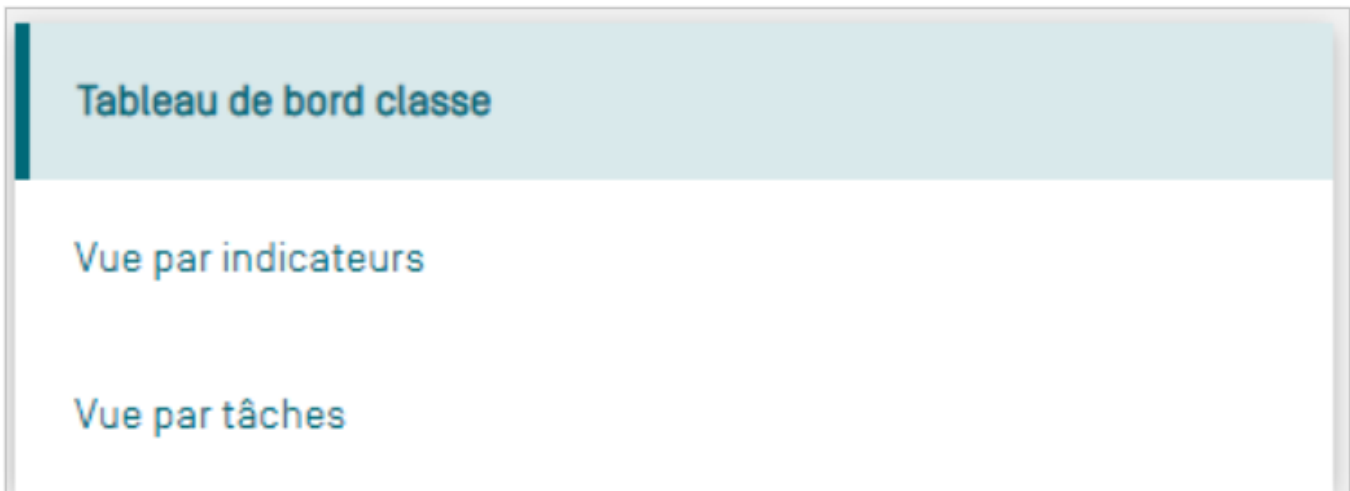 Tableau de bord classe
Vue par indicateurs
Vue par tâches